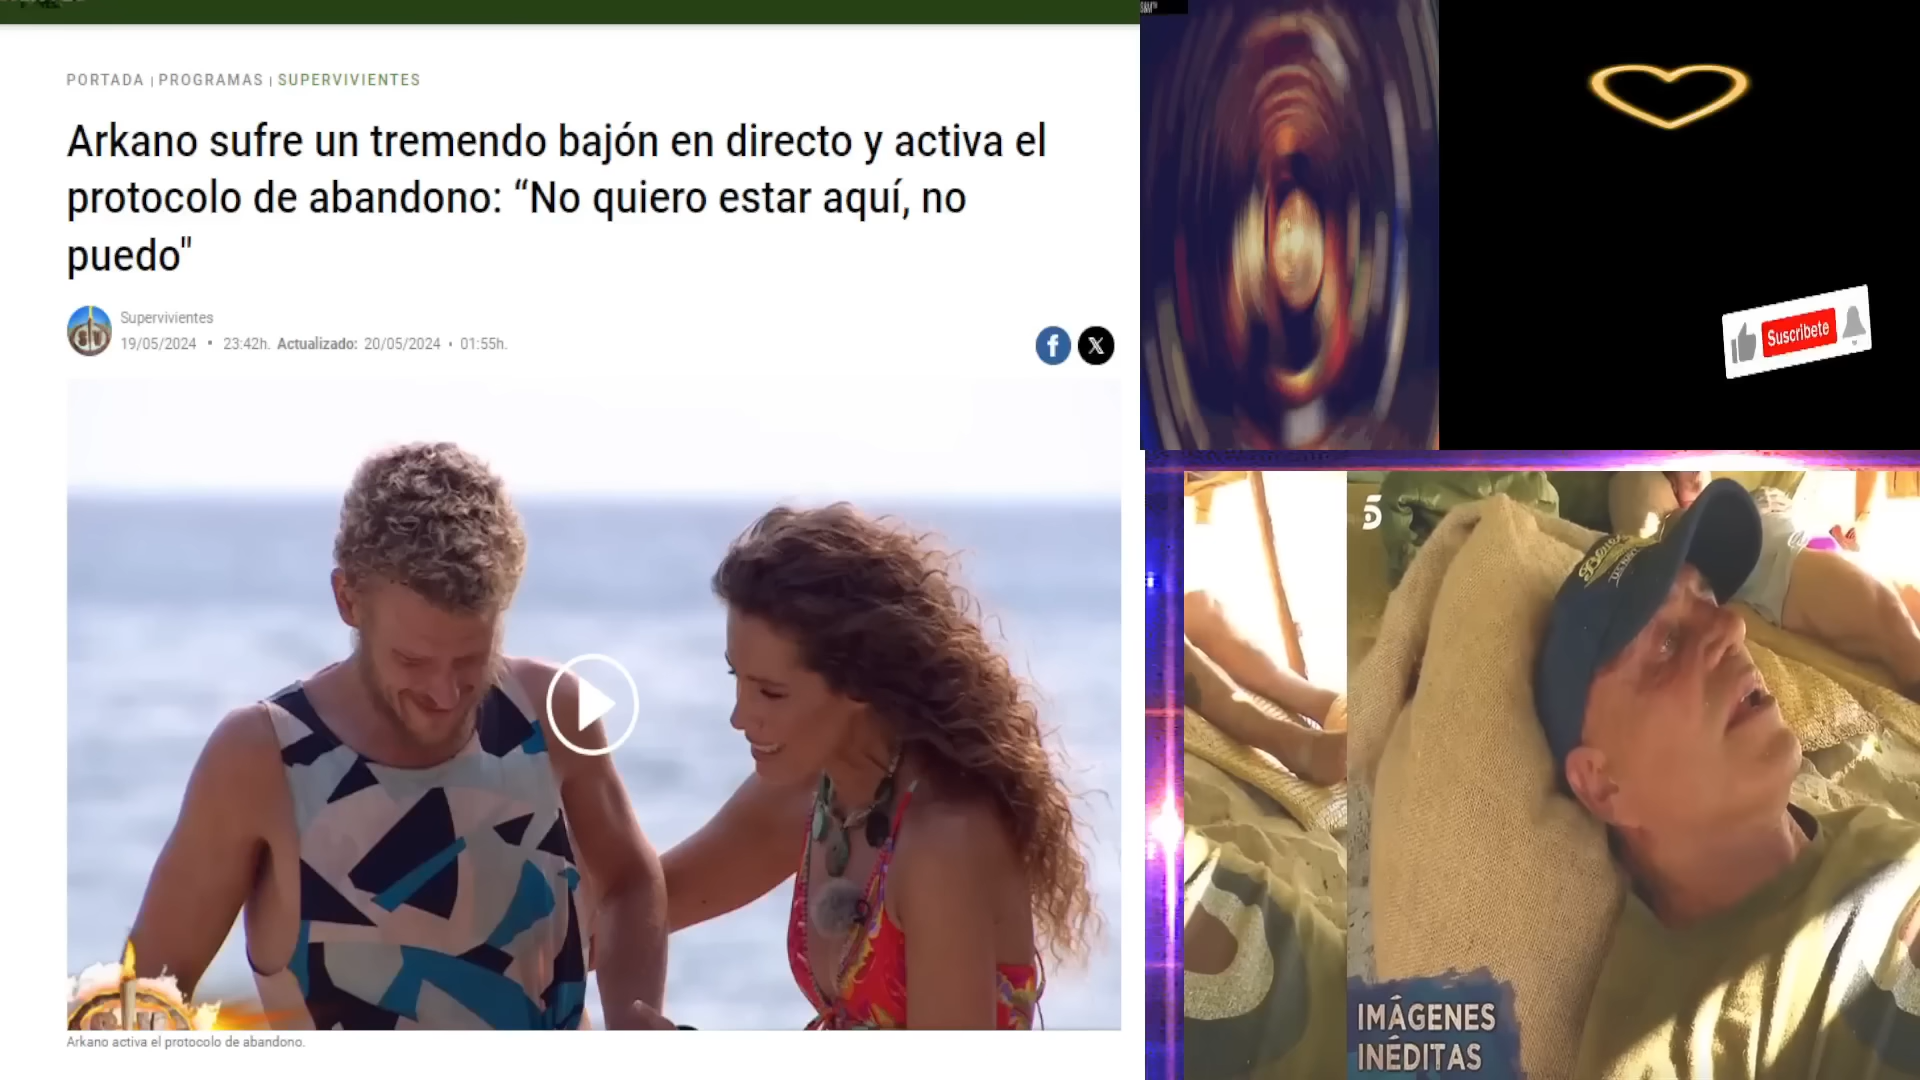 PORTADA | PROGRAMAS | SUPERVIVIENTES
Arkano sufre un tremendo bajón en directo y activa el
protocolo de abandono: “No quiero estar aquí, no
puedo"
Supervivientes
19/05/2024 • 23:42h. Actualizado: 20/05/2024 • 01:55h.
Arkano activa el protocolo de abandono.
Suscribete
5
IMÁGENES
INÉDITAS